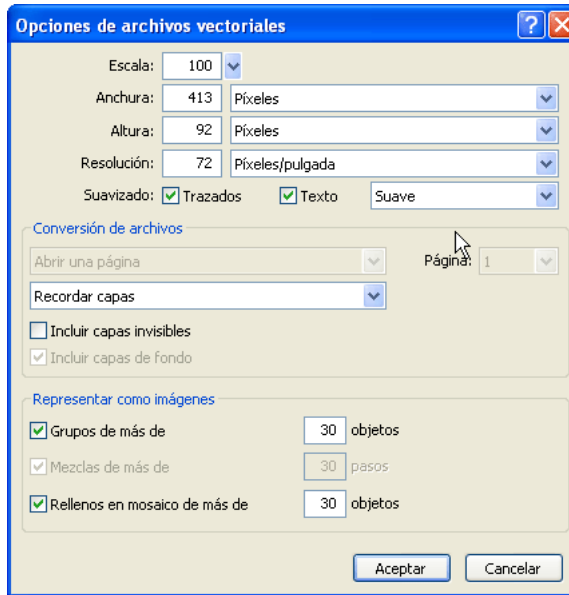 Opciones de archivos vectoriales
Escala: 100
Anchura: 413 Píxeles
Altura: 92 Píxeles
Resolución: 72 Píxeles/pulgada
Suavizado: Trazados Texto Suave
Conversión de archivos
Abrir una página Página: 1
Recordar capas
Incluir capas invisibles
Incluir capas de fondo
Representar como imágenes
Grupos de más de 30 objetos
Mezclas de más de 30 pasos
Rellenos en mosaico de más de 30 objetos
Aceptar Cancelar